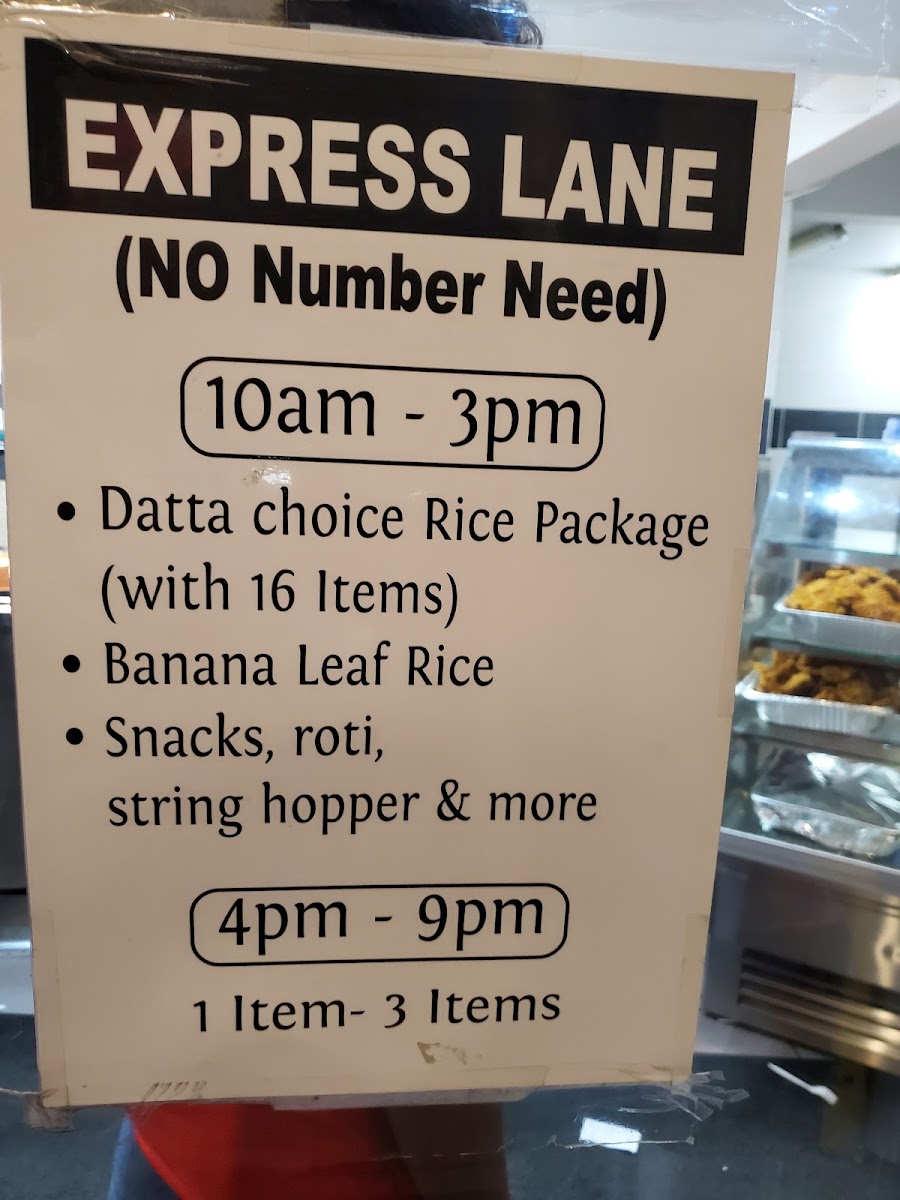 EXPRESS LANE
(NO Number Need)
10am - 3pm
• Datta choice Rice Package
(with 16 Items)
• Banana Leaf Rice
• Snacks, roti,
string hopper & more
4pm - 9pm
1 Item- 3 Items